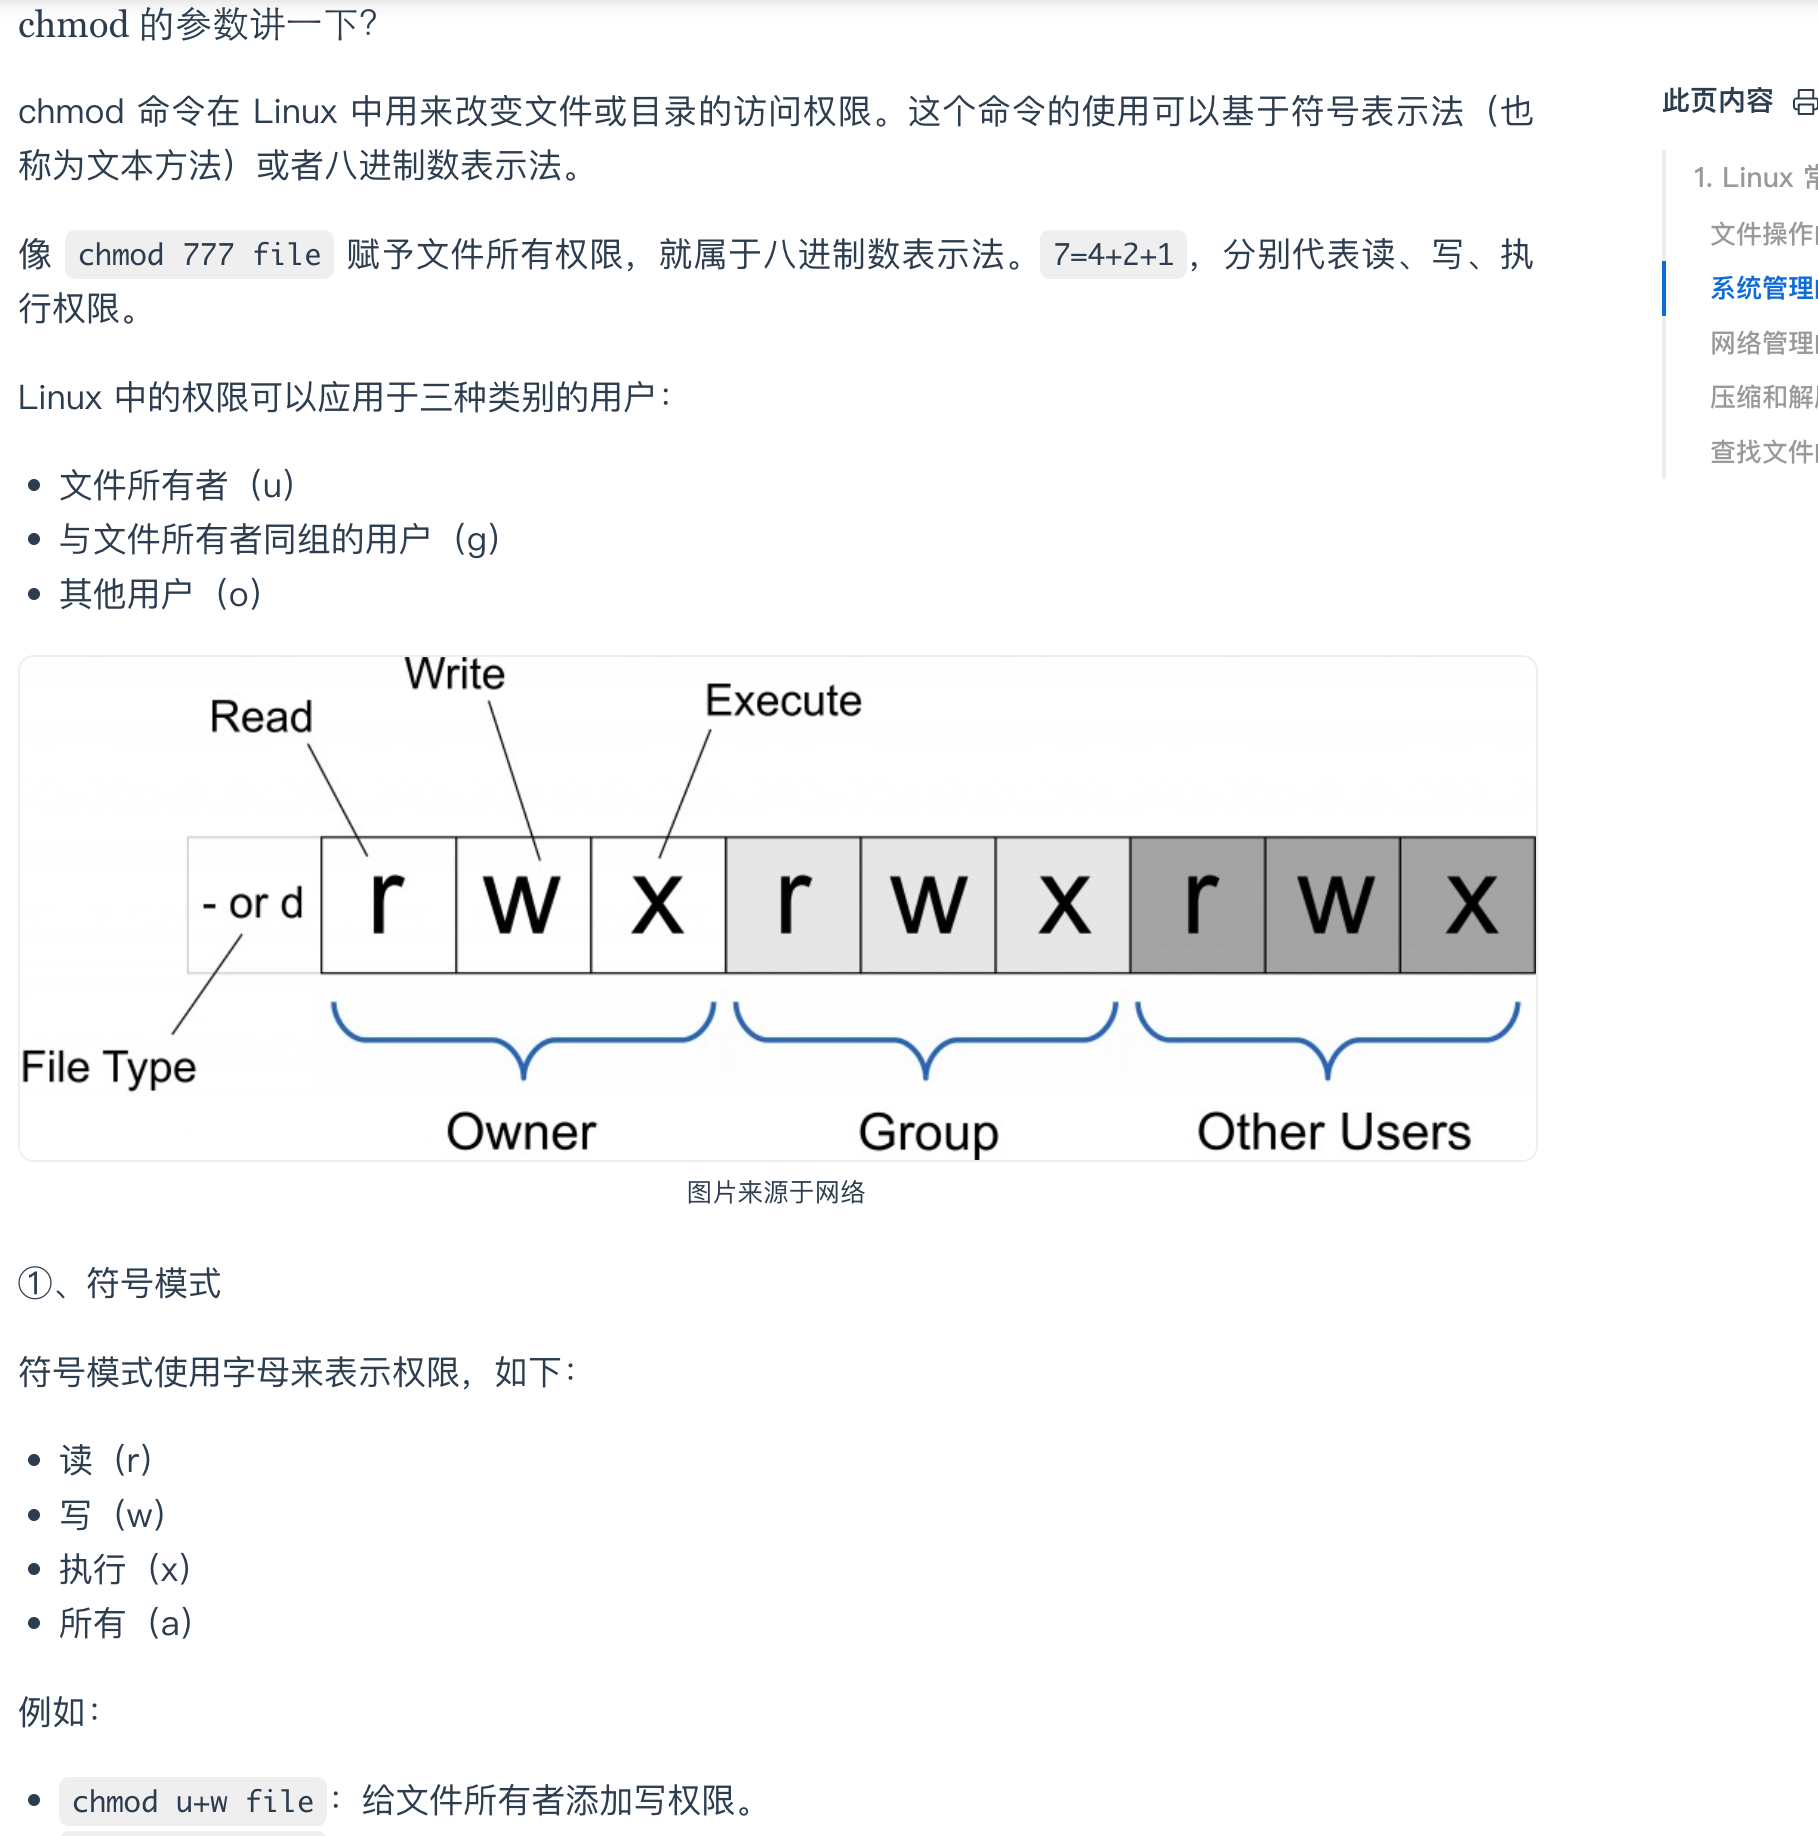 chmod 的参数讲一下？
chmod 命令在 Linux 中用来改变文件或目录的访问权限。这个命令的使用可以基于符号表示法（也
称为文本方法）或者八进制数表示法。
像 chmod 777 file 赋予文件所有权限，就属于八进制数表示法。7=4+2+1，分别代表读、写、执
行权限。
Linux 中的权限可以应用于三种类别的用户：
• 文件所有者（u）
• 与文件所有者同组的用户（g）
• 其他用户（o）
Write
Read
Execute
- or d r w x r w x r w x
File Type
Owner Group Other Users
图片来源于网络
①、符号模式
符号模式使用字母来表示权限，如下：
• 读（r）
• 写（w）
• 执行（x）
• 所有（a）
例如：
• chmod u+w file：给文件所有者添加写权限。
此页内容
1. Linux 常
文件操作
系统管理
网络管理
压缩和解
查找文件